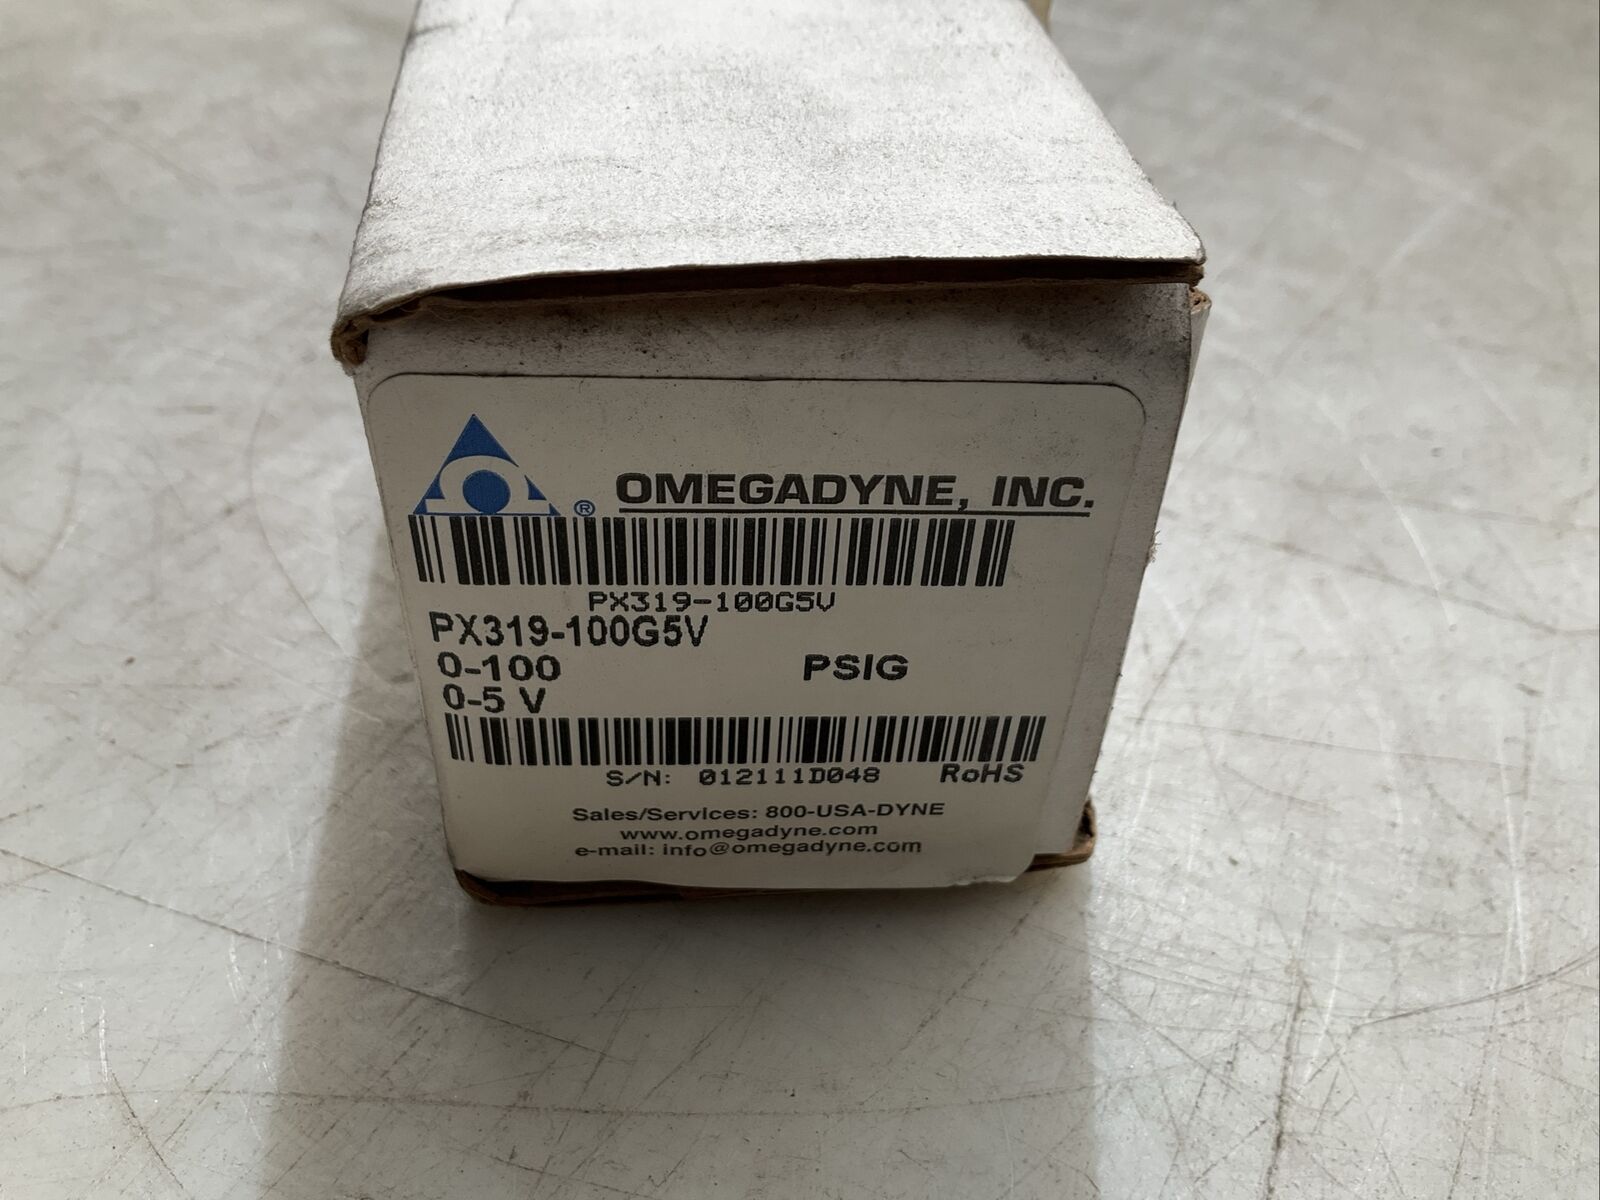 ® OMEGADYNE, INC.
PX319-100G5V
PX319-100G5V
0-100 PSIG
0-5 V
S/N: 012111D048 RoHS
Sales/Services: 800-USA-DYNE
www.omegadyne.com
e-mail: info@omegadyne.com